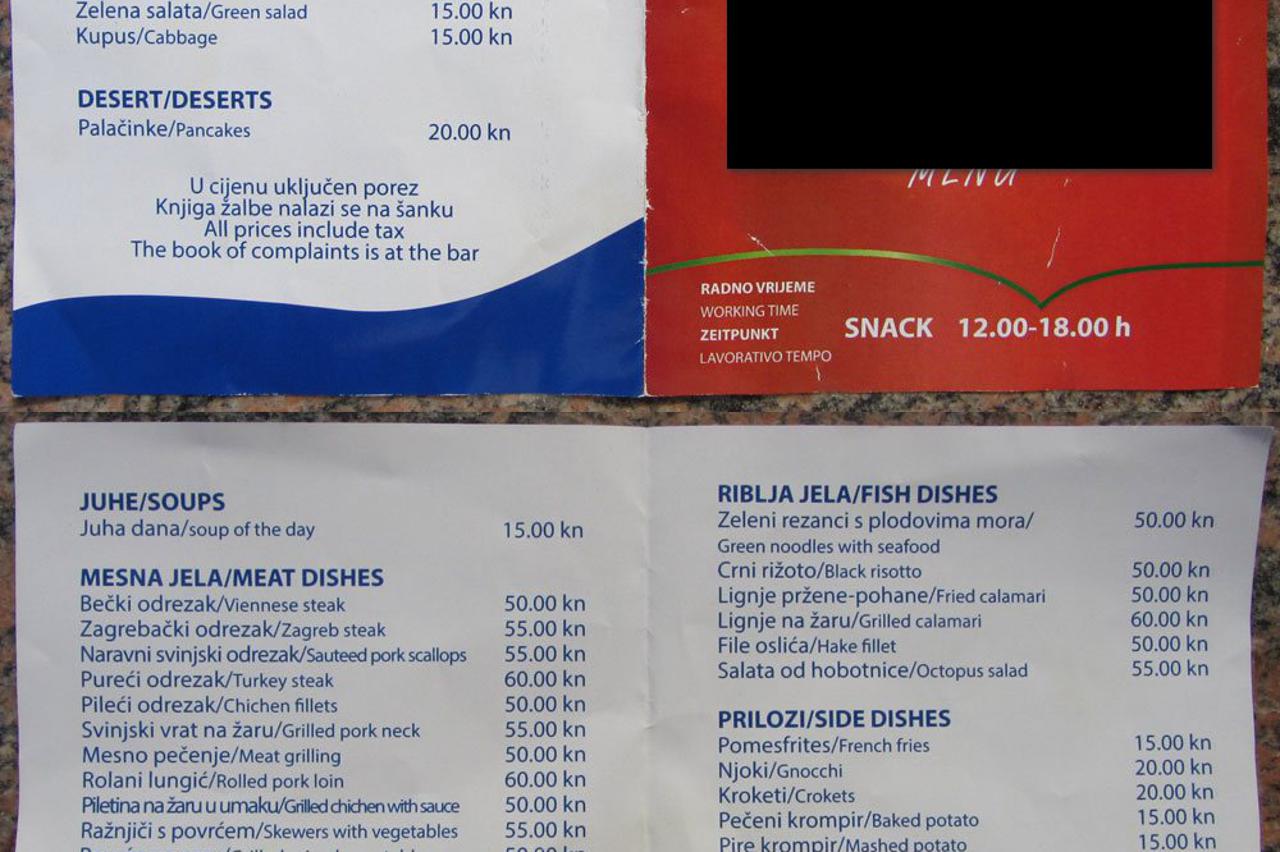 Zelena salata/Green salad 15.00 kn
Kupus/Cabbage 15.00 kn
DESERT/DESERTS
Palačinke/Pancakes 20.00 kn
U cijenu uključen porez
Knjiga žalbe nalazi se na šanku
All prices include tax
The book of complaints is at the bar
MENU
RADNO VRIJEME
WORKING TIME
ZEITPUNKT
LAVORATIVO TEMPO
SNACK 12.00-18.00 h
JUHE/SOUPS
Juha dana/soup of the day 15.00 kn
MESNA JELA/MEAT DISHES
Bečki odrezak/Viennese steak 50.00 kn
Zagrebački odrezak/Zagreb steak 55.00 kn
Naravni svinjski odrezak/Sauteed pork scallops 55.00 kn
Pureći odrezak/Turkey steak 60.00 kn
Pileći odrezak/Chichen fillets 50.00 kn
Svinjski vrat na žaru/Grilled pork neck 55.00 kn
Mesno pečenje/Meat grilling 50.00 kn
Rolani lungić/Rolled pork loin 60.00 kn
Piletina na žaru u umaku/Grilled chichen with sauce 50.00 kn
Ražnjiči s povrćem/Skewers with vegetables 55.00 kn
RIBLJA JELA/FISH DISHES
Zeleni rezanci s plodovima mora/ 50.00 kn
Green noodles with seafood
Crni rižoto/Black risotto 50.00 kn
Lignje pržene-pohane/Fried calamari 50.00 kn
Lignje na žaru/Grilled calamari 60.00 kn
File oslića/Hake fillet 50.00 kn
Salata od hobotnice/Octopus salad 55.00 kn
PRILOZI/SIDE DISHES
Pomesfrites/French fries 15.00 kn
Njoki/Gnocchi 20.00 kn
Kroketi/Crokets 20.00 kn
Pečeni krompir/Baked potato 15.00 kn
Pire krompir/Mashed potato 15.00 kn